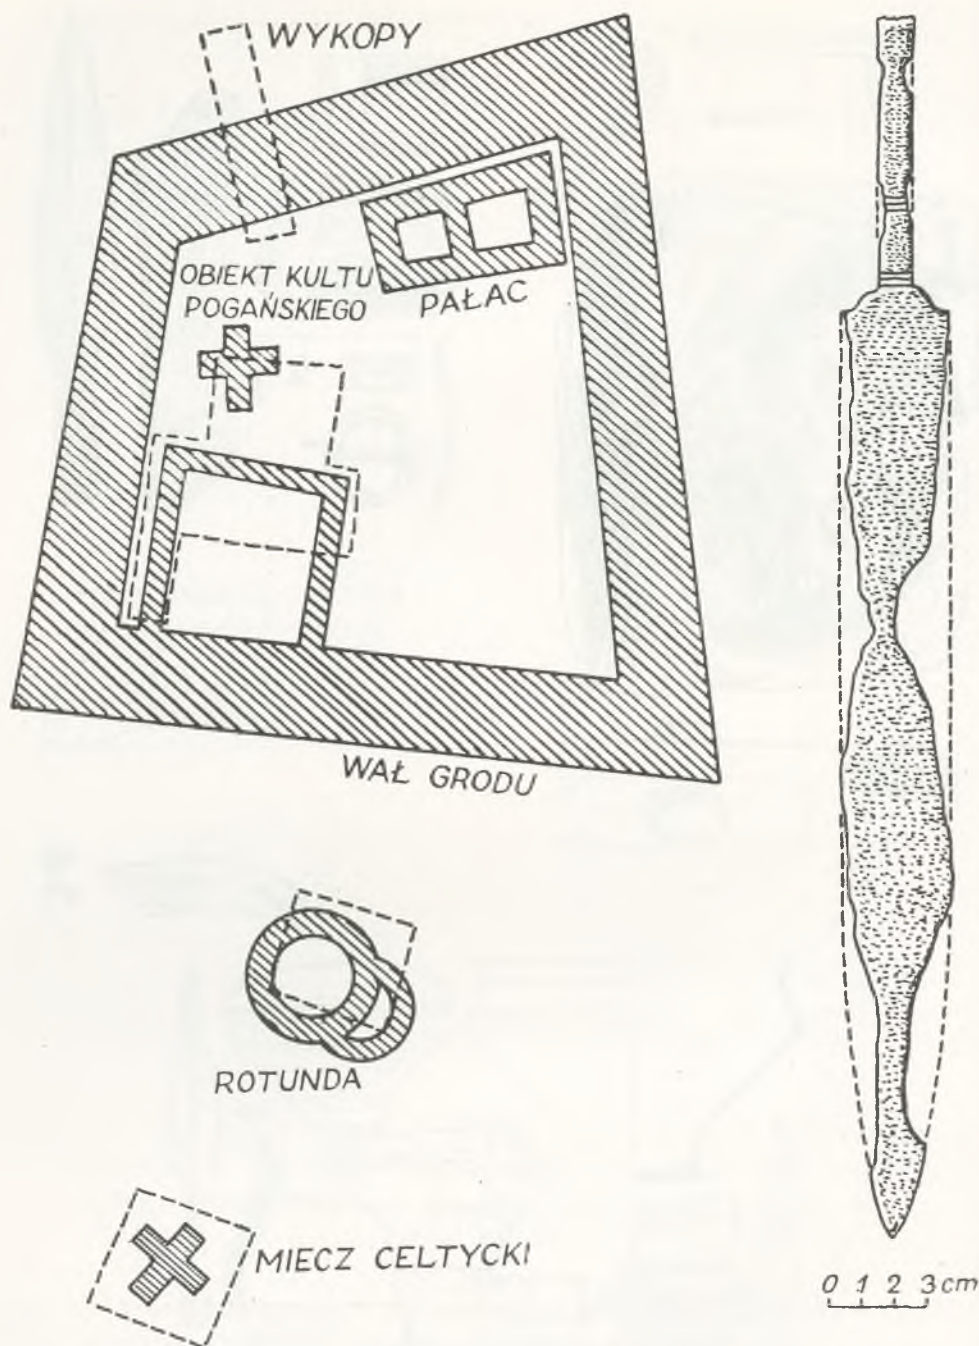 WYKOPY
OBIEKT KULTU
POGAŃSKIEGO
PAŁAC
WAŁ GRODU
ROTUNDA
MIECZ CELTYCKI
0 1 2 3 cm